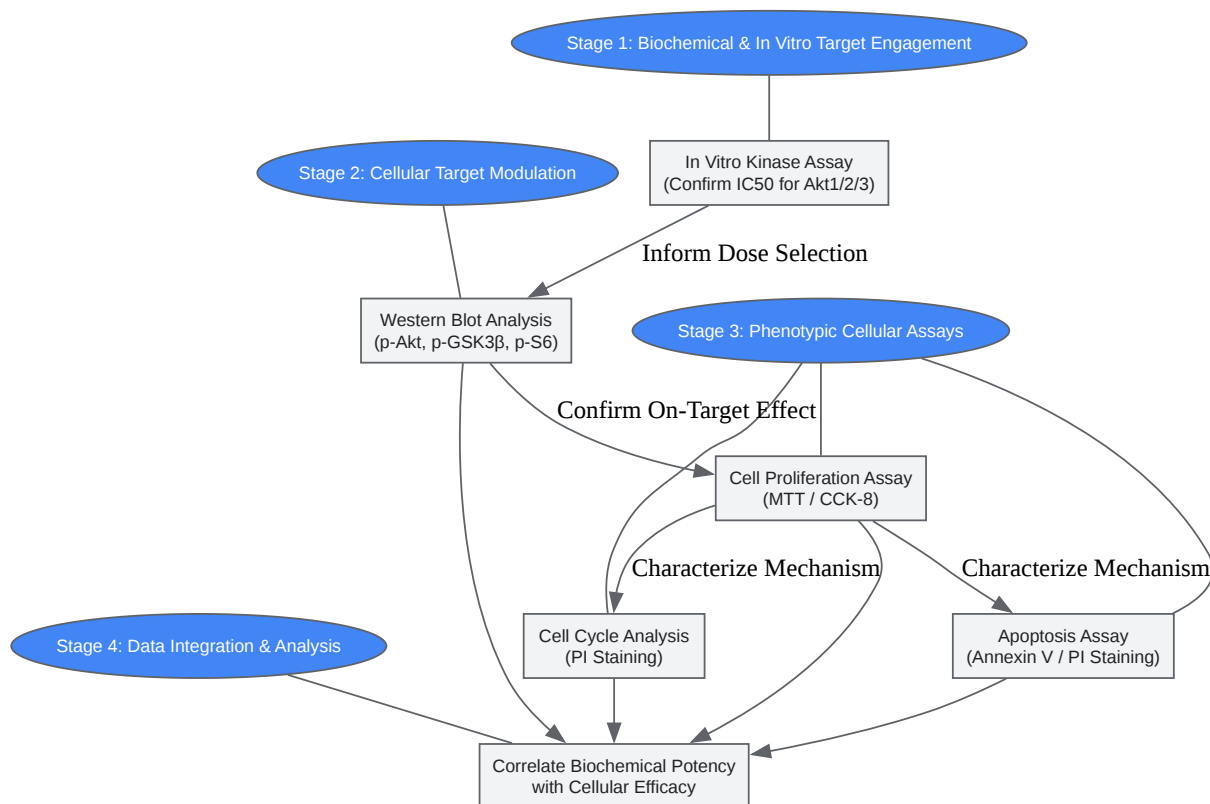 Stage 1: Biochemical & In Vitro Target Engagement
In Vitro Kinase Assay
(Confirm IC50 for Akt1/2/3)
Stage 2: Cellular Target Modulation
Inform Dose Selection
Western Blot Analysis
(p-Akt, p-GSK3β, p-S6)
Stage 3: Phenotypic Cellular Assays
Confirm On-Target Effect
Cell Proliferation Assay
(MTT / CCK-8)
Characterize Mechanism
Characterize Mechanism
Cell Cycle Analysis
(PI Staining)
Apoptosis Assay
(Annexin V / PI Staining)
Stage 4: Data Integration & Analysis
Correlate Biochemical Potency
with Cellular Efficacy